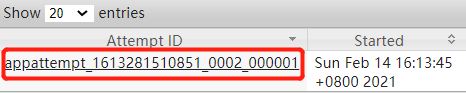 Show 20 entries
Attempt ID Started
appattempt_1613281510851_0002_000001 Sun Feb 14 16:13:45
+0800 2021